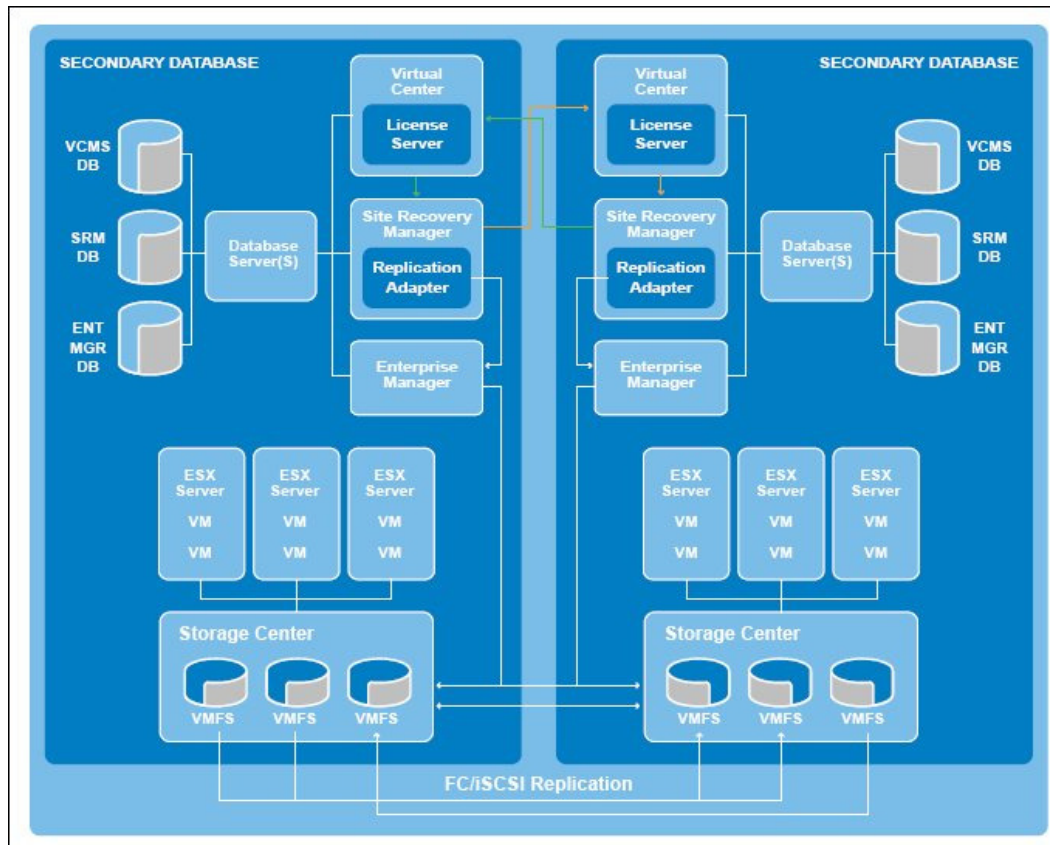 SECONDARY DATABASE
VCMS
DB
SRM
DB
ENT
MGR
DB
Database
Server(S)
Virtual
Center
License
Server
Site Recovery
Manager
Replication
Adapter
Enterprise
Manager
ESX
Server
VM
VM
ESX
Server
VM
VM
ESX
Server
VM
VM
Storage Center
VMFS
VMFS
VMFS
SECONDARY DATABASE
Virtual
Center
License
Server
Site Recovery
Manager
Replication
Adapter
Enterprise
Manager
Database
Server(S)
VCMS
DB
SRM
DB
ENT
MGR
DB
ESX
Server
VM
VM
ESX
Server
VM
VM
ESX
Server
VM
VM
Storage Center
VMFS
VMFS
VMFS
FC/iSCSI Replication